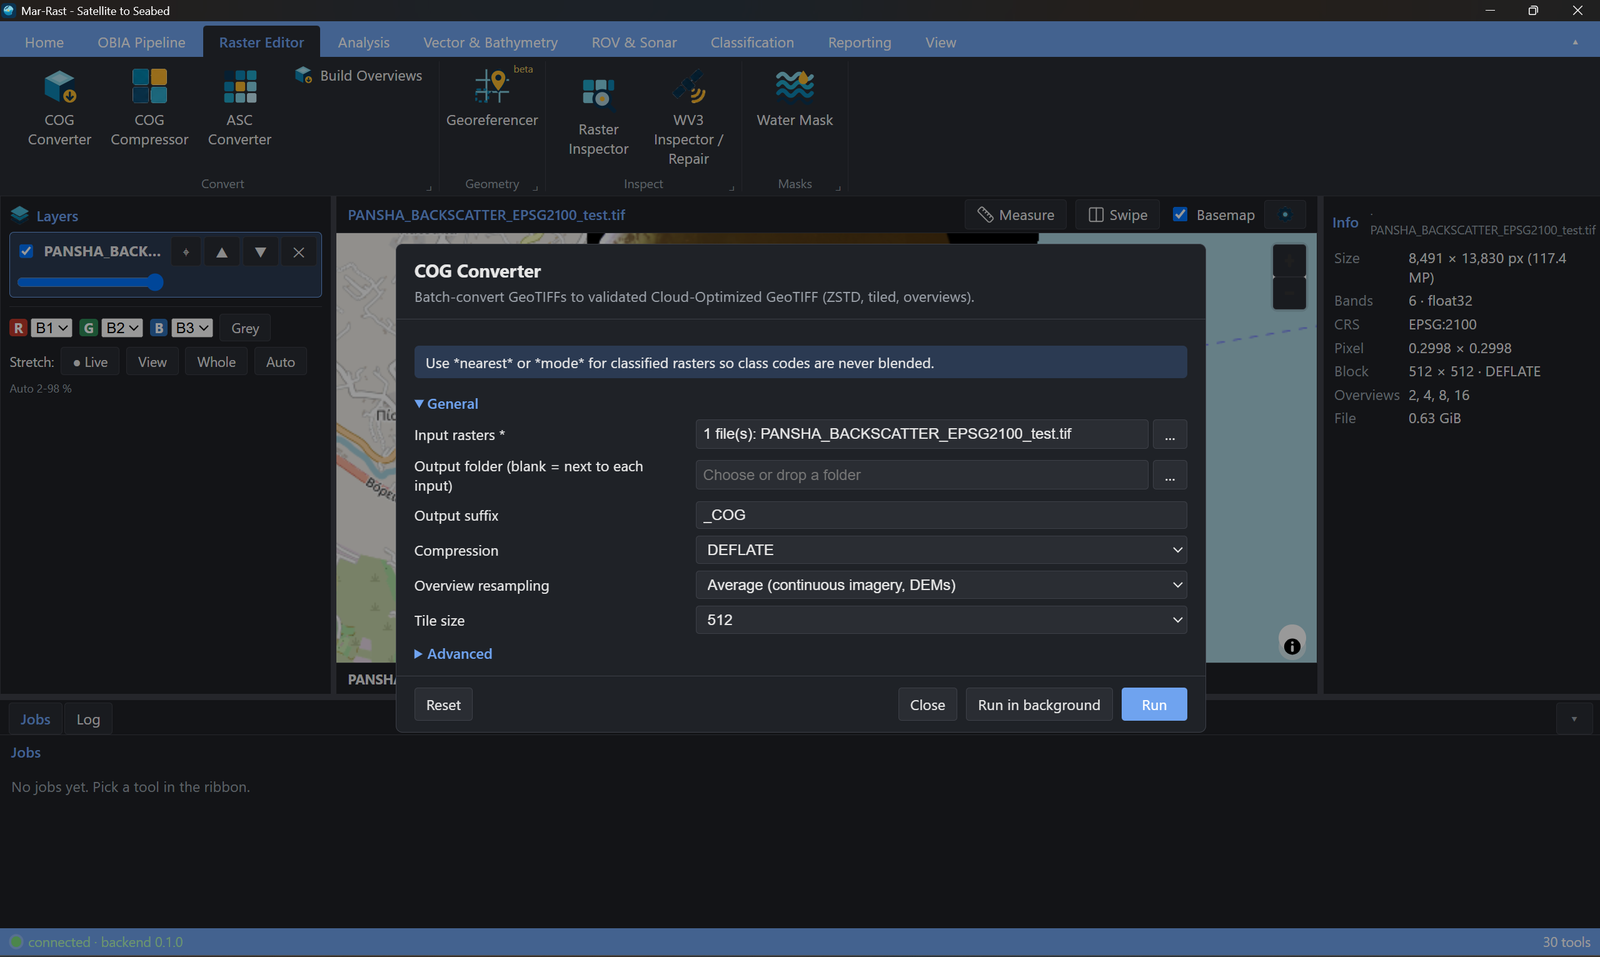 Mar-Rast - Satellite to Seabed
Home OBIA Pipeline Raster Editor Analysis Vector & Bathymetry ROV & Sonar Classification Reporting View
COG Converter
COG Compressor
ASC Converter
Build Overviews
Convert
Georeferencer
beta
Geometry
Raster Inspector
WV3 Inspector / Repair
Inspect
Water Mask
Masks
Layers
PANSHA_BACK...
R B1 G B2 B B3 Grey
Stretch: Live View Whole Auto
Auto 2-98 %
PANSHA_BACKSCATTER_EPSG2100_test.tif
Measure Swipe Basemap
COG Converter
Batch-convert GeoTIFFs to validated Cloud-Optimized GeoTIFF (ZSTD, tiled, overviews).
Use *nearest* or *mode* for classified rasters so class codes are never blended.
General
Input rasters * 1 file(s): PANSHA_BACKSCATTER_EPSG2100_test.tif ...
Output folder (blank = next to each input) Choose or drop a folder ...
Output suffix _COG
Compression DEFLATE
Overview resampling Average (continuous imagery, DEMs)
Tile size 512
Advanced
Reset Close Run in background Run
PANSHA
Info PANSHA_BACKSCATTER_EPSG2100_test.tif
Size 8,491 × 13,830 px (117.4 MP)
Bands 6 · float32
CRS EPSG:2100
Pixel 0.2998 × 0.2998
Block 512 × 512 · DEFLATE
Overviews 2, 4, 8, 16
File 0.63 GiB
Jobs Log
Jobs
No jobs yet. Pick a tool in the ribbon.
connected · backend 0.1.0
30 tools